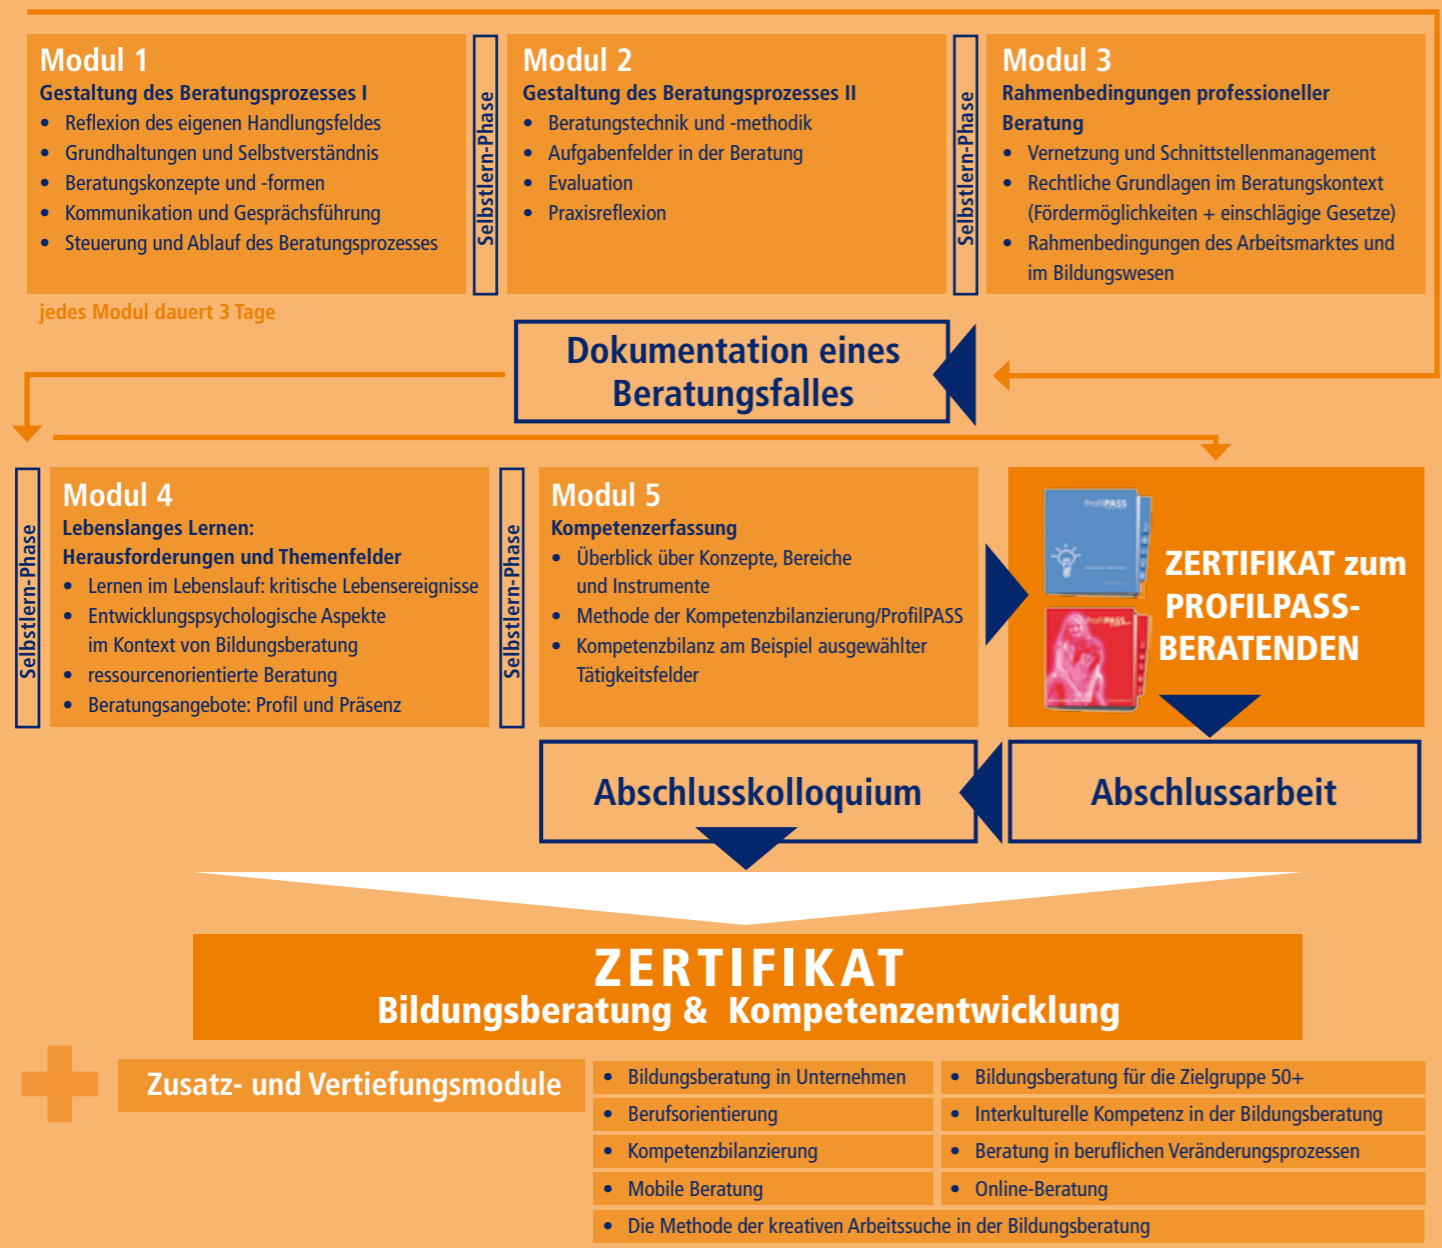 Modul 1
Gestaltung des Beratungsprozesses I
• Reflexion des eigenen Handlungsfeldes
• Grundhaltungen und Selbstverständnis
• Beratungskonzepte und -formen
• Kommunikation und Gesprächsführung
• Steuerung und Ablauf des Beratungsprozesses
Selbstlern-Phase
Modul 2
Gestaltung des Beratungsprozesses II
• Beratungstechnik und -methodik
• Aufgabenfelder in der Beratung
• Evaluation
• Praxisreflexion
Selbstlern-Phase
Modul 3
Rahmenbedingungen professioneller
Beratung
• Vernetzung und Schnittstellenmanagement
• Rechtliche Grundlagen im Beratungskontext
(Fördermöglichkeiten + einschlägige Gesetze)
• Rahmenbedingungen des Arbeitsmarktes und
im Bildungswesen
jedes Modul dauert 3 Tage
Dokumentation eines
Beratungsfalles
Selbstlern-Phase
Modul 4
Lebenslanges Lernen:
Herausforderungen und Themenfelder
• Lernen im Lebenslauf: kritische Lebensereignisse
• Entwicklungspsychologische Aspekte
im Kontext von Bildungsberatung
• ressourcenorientierte Beratung
• Beratungsangebote: Profil und Präsenz
Selbstlern-Phase
Modul 5
Kompetenzerfassung
• Überblick über Konzepte, Bereiche
und Instrumente
• Methode der Kompetenzbilanzierung/ProfilPASS
• Kompetenzbilanz am Beispiel ausgewählter
Tätigkeitsfelder
ProfilPASS
ProfilPASS
ZERTIFIKAT zum
PROFILPASS-
BERATENDEN
Abschlusskolloquium
Abschlussarbeit
ZERTIFIKAT
Bildungsberatung & Kompetenzentwicklung
Zusatz- und Vertiefungsmodule
• Bildungsberatung in Unternehmen
• Bildungsberatung für die Zielgruppe 50+
• Berufsorientierung
• Interkulturelle Kompetenz in der Bildungsberatung
• Kompetenzbilanzierung
• Beratung in beruflichen Veränderungsprozessen
• Mobile Beratung
• Online-Beratung
• Die Methode der kreativen Arbeitssuche in der Bildungsberatung